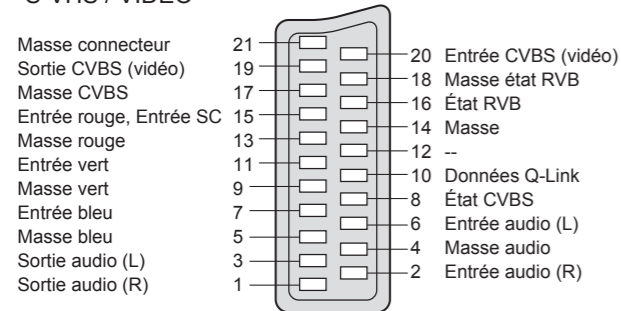 S-VHS / VIDEO
Masse connecteur 21
Sortie CVBS (vidéo) 19
Masse CVBS 17
Entrée rouge, Entrée SC 15
Masse rouge 13
Entrée vert 11
Masse vert 9
Entrée bleu 7
Masse bleu 5
Sortie audio (L) 3
Sortie audio (R) 1
20 Entrée CVBS (vidéo)
18 Masse état RVB
16 État RVB
14 Masse
12 --
10 Données Q-Link
8 État CVBS
6 Entrée audio (L)
4 Masse audio
2 Entrée audio (R)